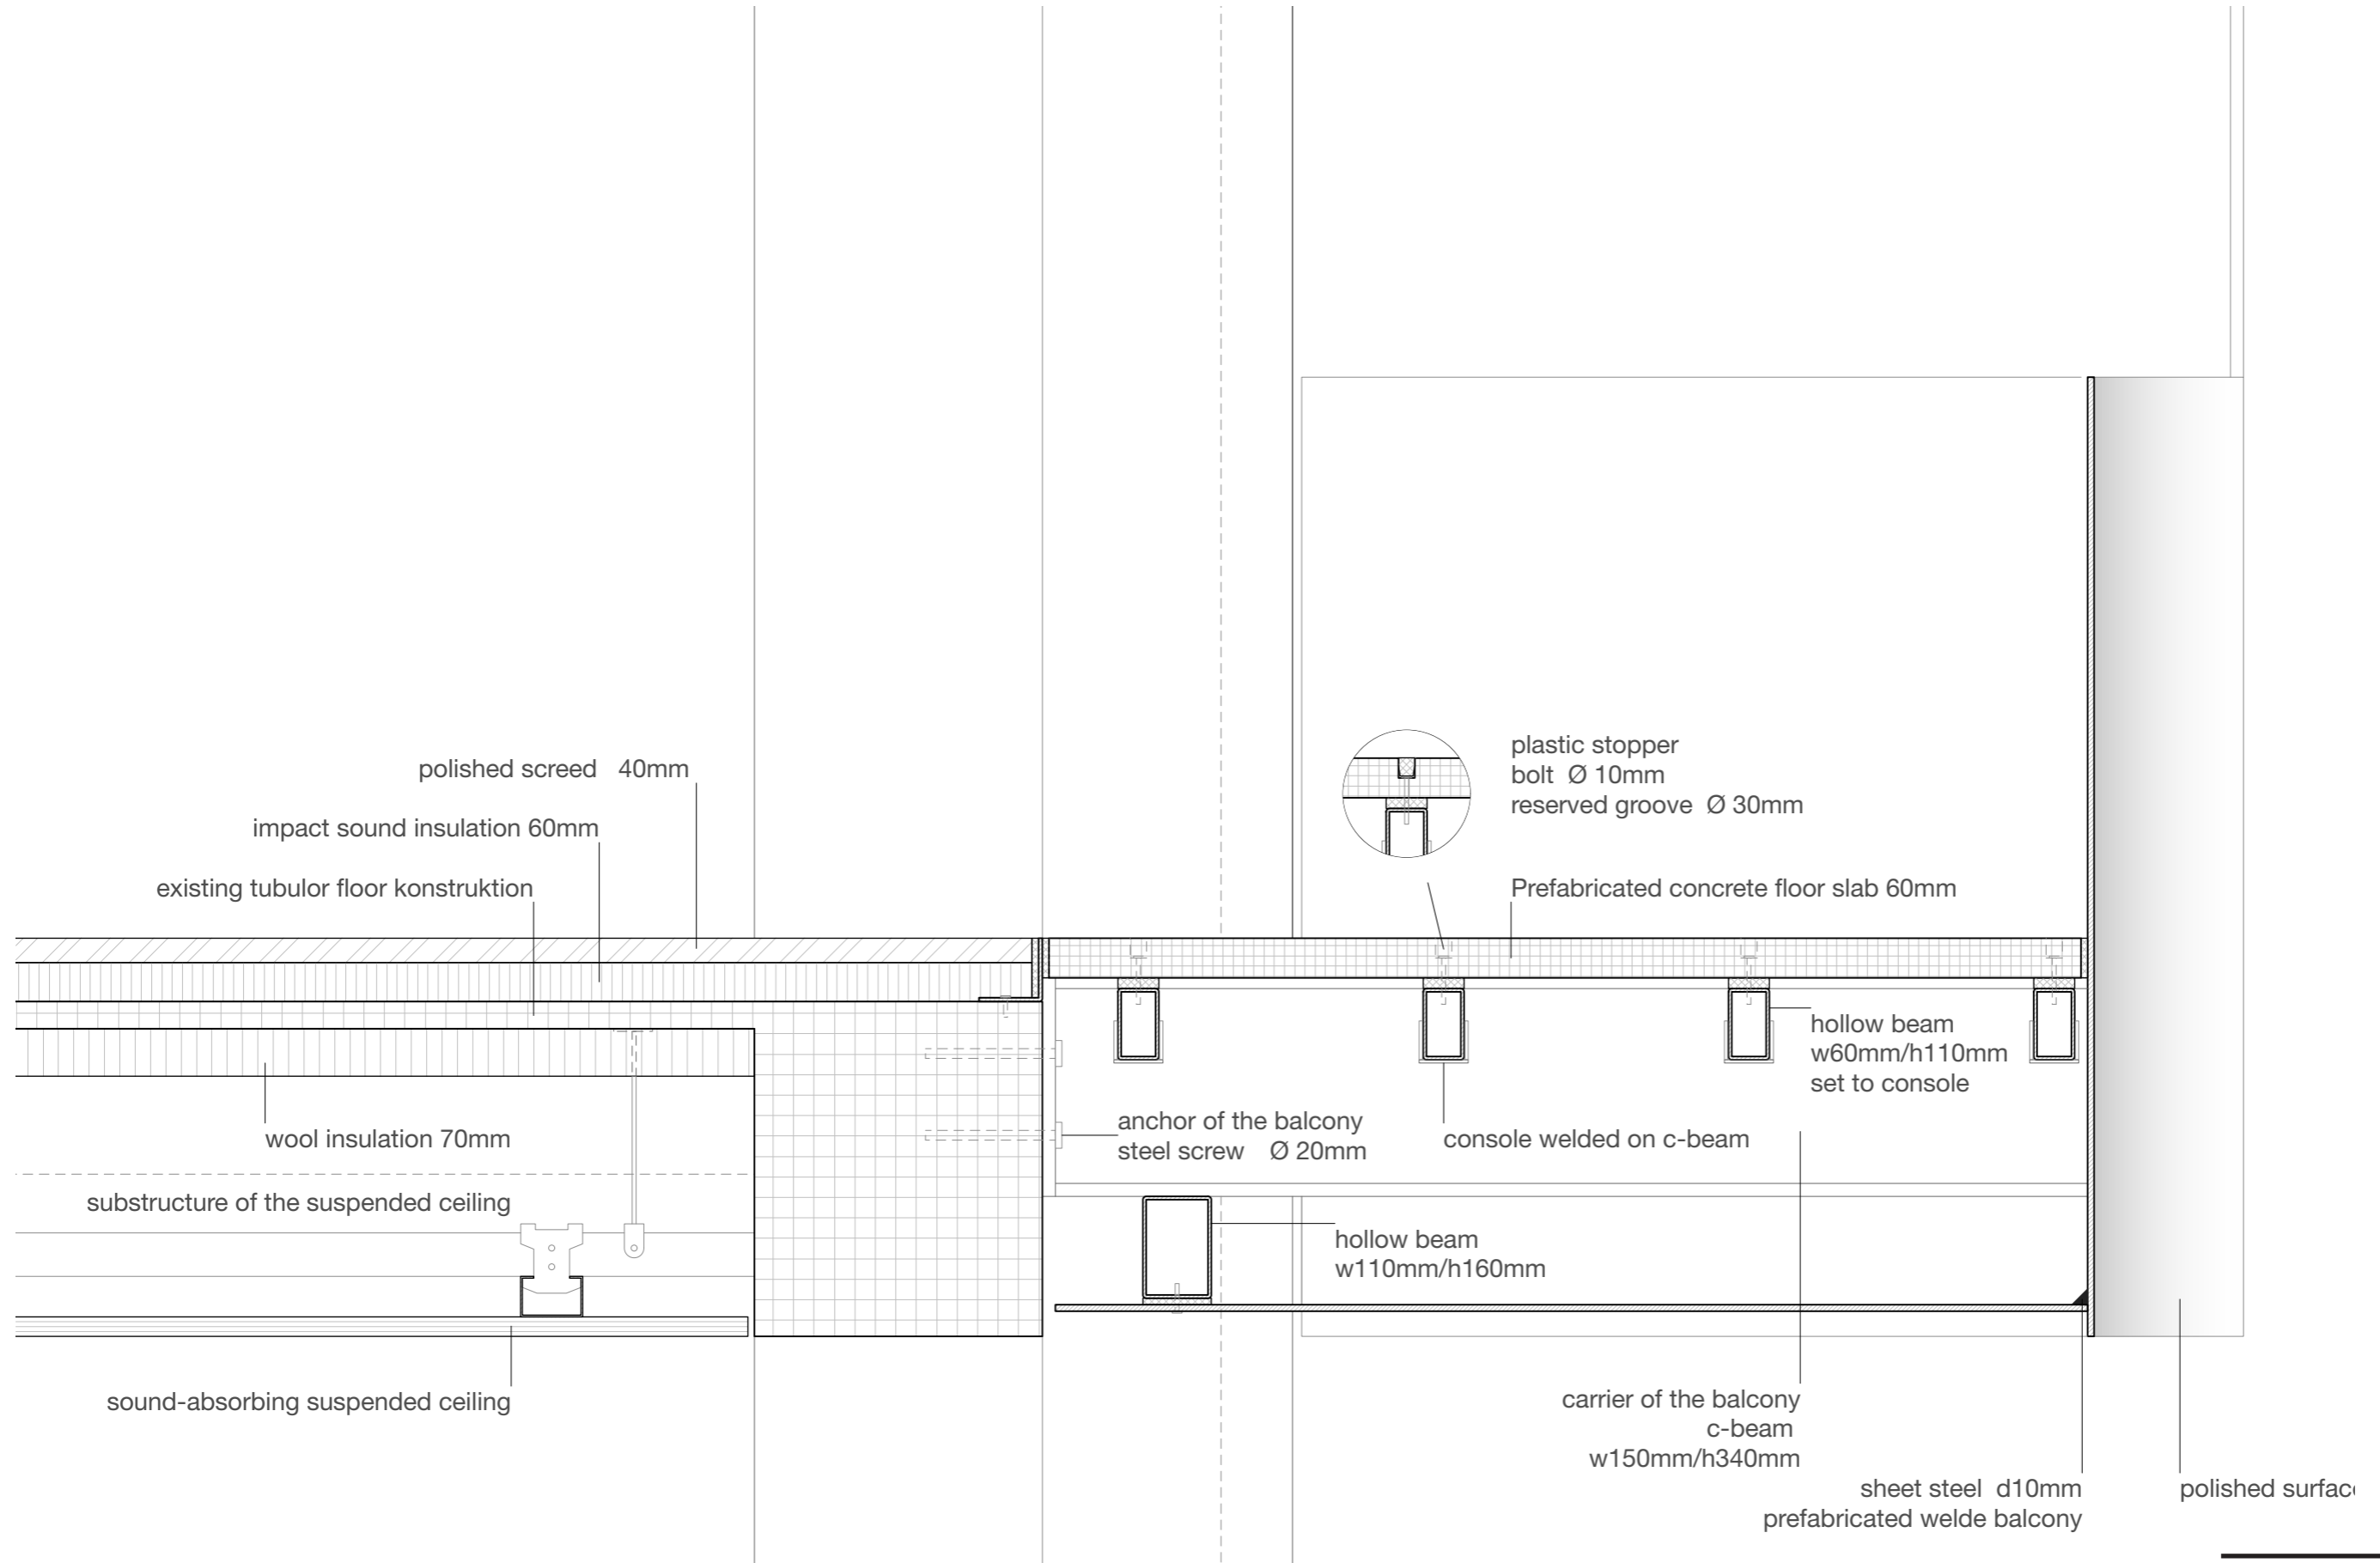 polished screed 40mm
impact sound insulation 60mm
existing tubulor floor konstruktion
wool insulation 70mm
substructure of the suspended ceiling
sound-absorbing suspended ceiling
plastic stopper
bolt Ø 10mm
reserved groove Ø 30mm
Prefabricated concrete floor slab 60mm
hollow beam
w60mm/h110mm
set to console
anchor of the balcony
steel screw Ø 20mm
console welded on c-beam
hollow beam
w110mm/h160mm
carrier of the balcony
c-beam
w150mm/h340mm
sheet steel d10mm
prefabricated welde balcony
polished